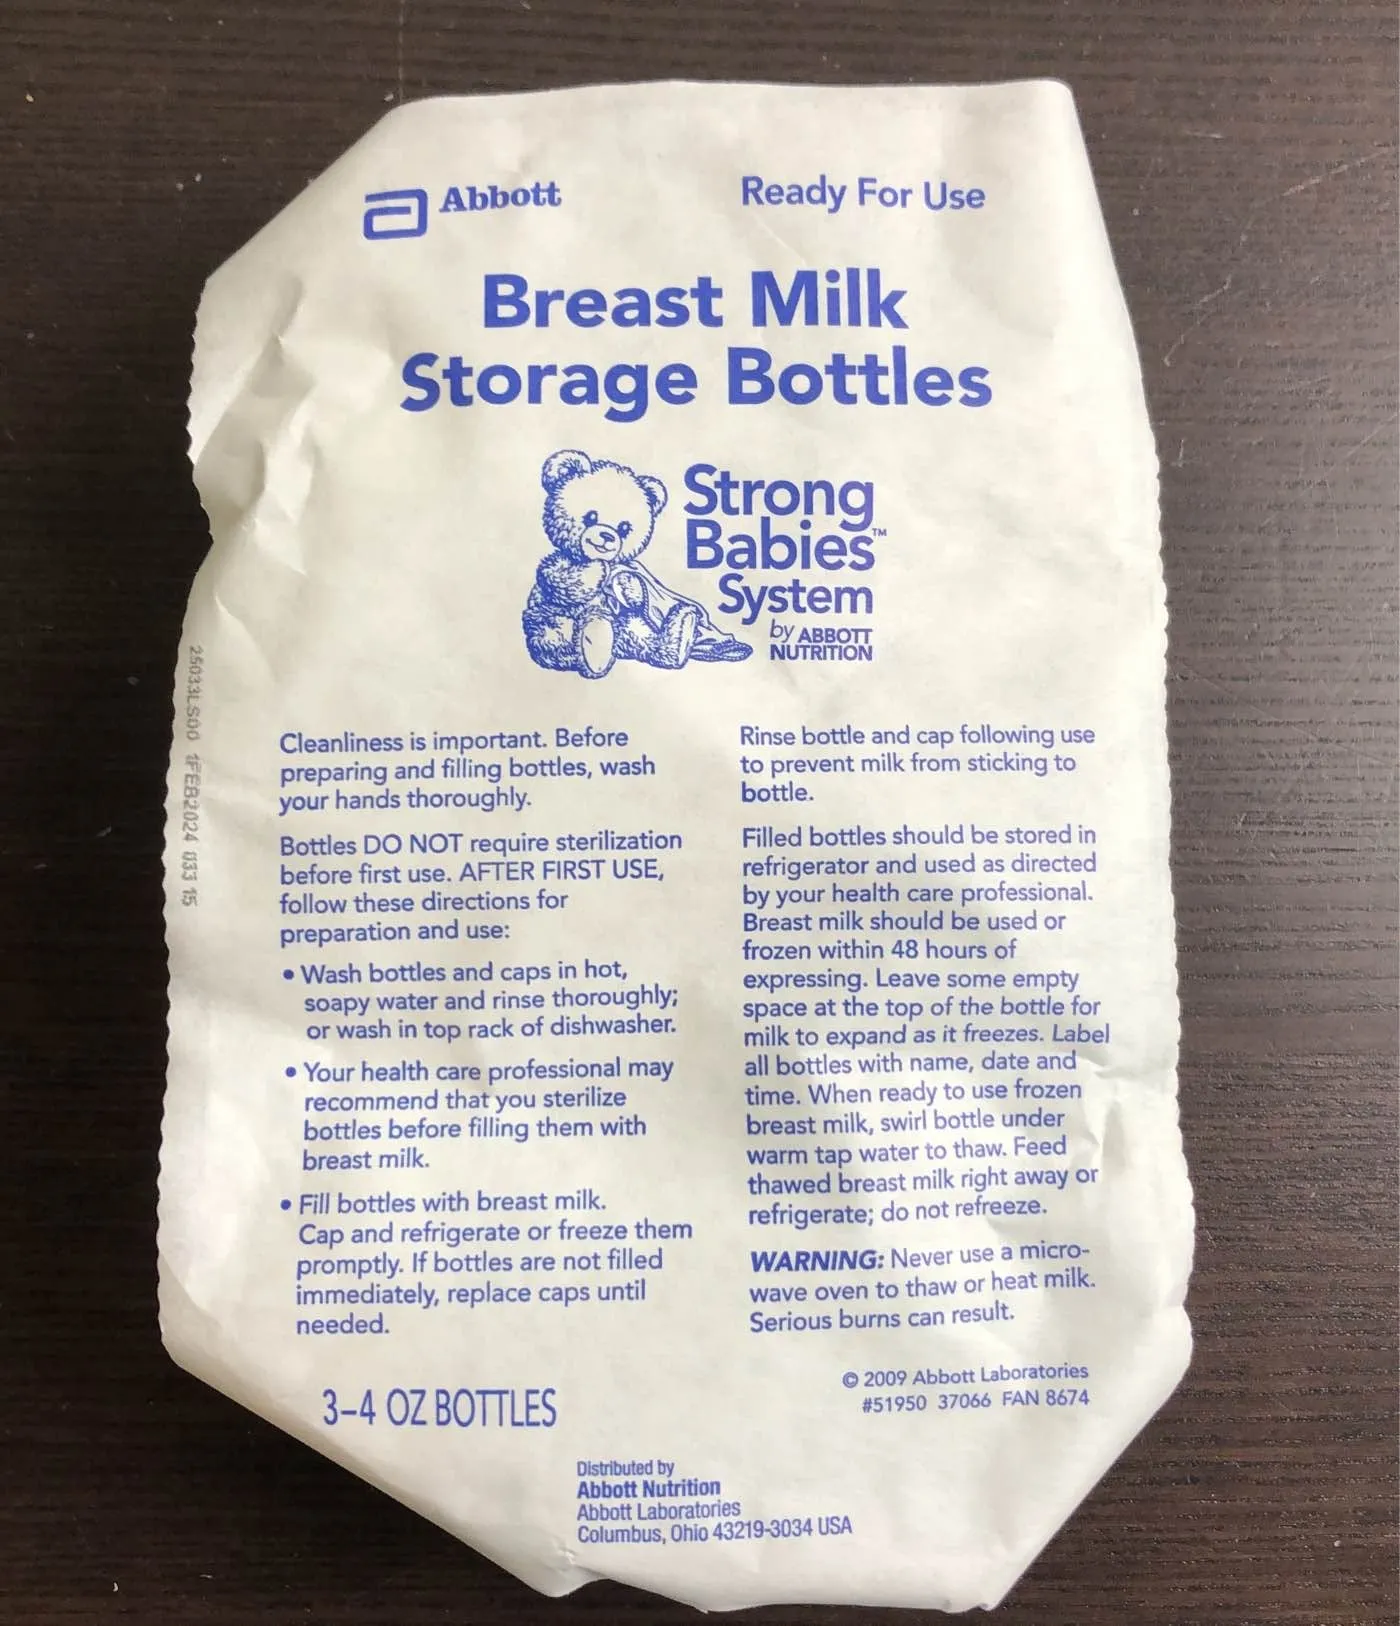 Abbott
Ready For Use
Breast Milk
Storage Bottles
Strong
Babies™
System
by ABBOTT
NUTRITION
25033LS00 1FEB2024 033 15
Cleanliness is important. Before
preparing and filling bottles, wash
your hands thoroughly.
Bottles DO NOT require sterilization
before first use. AFTER FIRST USE,
follow these directions for
preparation and use:
• Wash bottles and caps in hot,
soapy water and rinse thoroughly;
or wash in top rack of dishwasher.
• Your health care professional may
recommend that you sterilize
bottles before filling them with
breast milk.
• Fill bottles with breast milk.
Cap and refrigerate or freeze them
promptly. If bottles are not filled
immediately, replace caps until
needed.
Rinse bottle and cap following use
to prevent milk from sticking to
bottle.
Filled bottles should be stored in
refrigerator and used as directed
by your health care professional.
Breast milk should be used or
frozen within 48 hours of
expressing. Leave some empty
space at the top of the bottle for
milk to expand as it freezes. Label
all bottles with name, date and
time. When ready to use frozen
breast milk, swirl bottle under
warm tap water to thaw. Feed
thawed breast milk right away or
refrigerate; do not refreeze.
WARNING: Never use a micro-
wave oven to thaw or heat milk.
Serious burns can result.
3–4 OZ BOTTLES
© 2009 Abbott Laboratories
#51950 37066 FAN 8674
Distributed by
Abbott Nutrition
Abbott Laboratories
Columbus, Ohio 43219-3034 USA